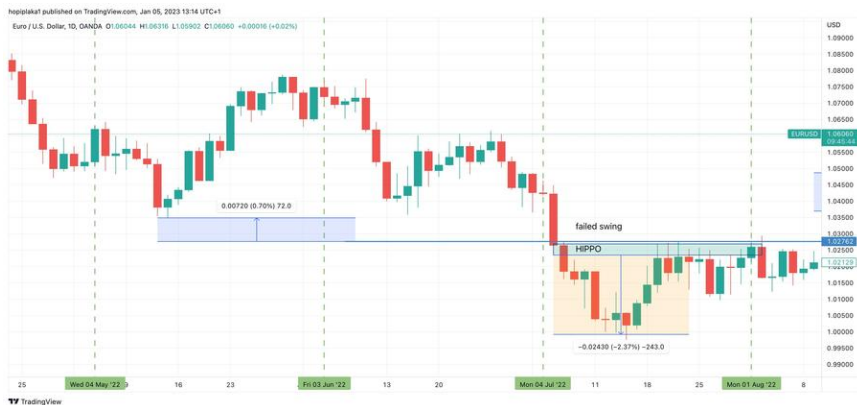 hopiplaka1 published on TradingView.com, Jan 05, 2023 13:14 UTC+1
Euro / U.S. Dollar, 1D, OANDA O1.06044 H1.06316 L1.05902 C1.06060 +0.00016 (+0.02%)
USD
1.09000
1.08500
1.08000
1.07500
1.07000
1.06500
EURUSD 1.06060
09:45:44
1.05500
1.05000
1.04500
1.04000
0.00720 (0.70%) 72.0
1.03500
failed swing
1.02762
HIPPO
1.02129
1.01500
1.01000
1.00500
1.00000
−0.02430 (−2.37%) −243.0
0.99500
0.99000
25
Wed 04 May '22
16
23
Fri 03 Jun '22
13
20
Mon 04 Jul '22
11
18
25
Mon 01 Aug '22
8
TradingView